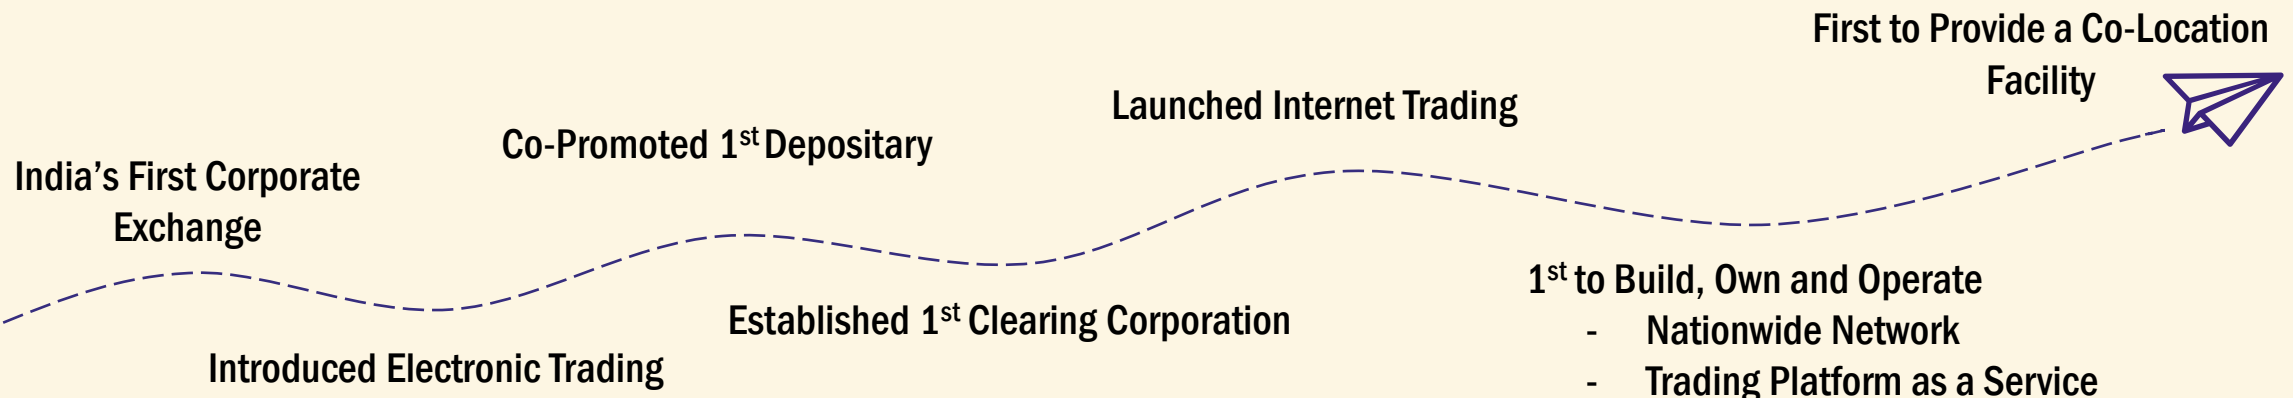 First to Provide a Co-Location
Facility
Launched Internet Trading
Co-Promoted 1st Depositary
India’s First Corporate
Exchange
1st to Build, Own and Operate
- Nationwide Network
- Trading Platform as a Service
Established 1st Clearing Corporation
Introduced Electronic Trading